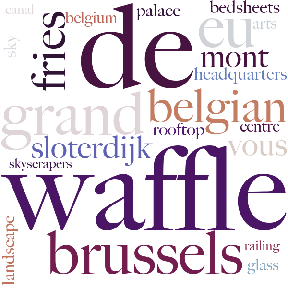 canal
belgium
palace
bedsheets
sky
fries
de
eu
arts
mont
headquarters
grand
belgian
rooftop
centre
sloterdijk
vous
skyscrapers
waffle
landscape
brussels
railing
glass